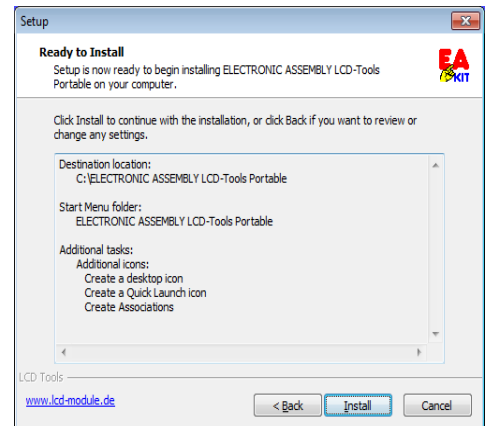 Setup
Ready to Install
Setup is now ready to begin installing ELECTRONIC ASSEMBLY LCD-Tools
Portable on your computer.
EA
KIT
Click Install to continue with the installation, or click Back if you want to review or
change any settings.
Destination location:
C:\ELECTRONIC ASSEMBLY LCD-Tools Portable
Start Menu folder:
ELECTRONIC ASSEMBLY LCD-Tools Portable
Additional tasks:
Additional icons:
Create a desktop icon
Create a Quick Launch icon
Create Associations
LCD Tools
www.lcd-module.de
< Back
Install
Cancel